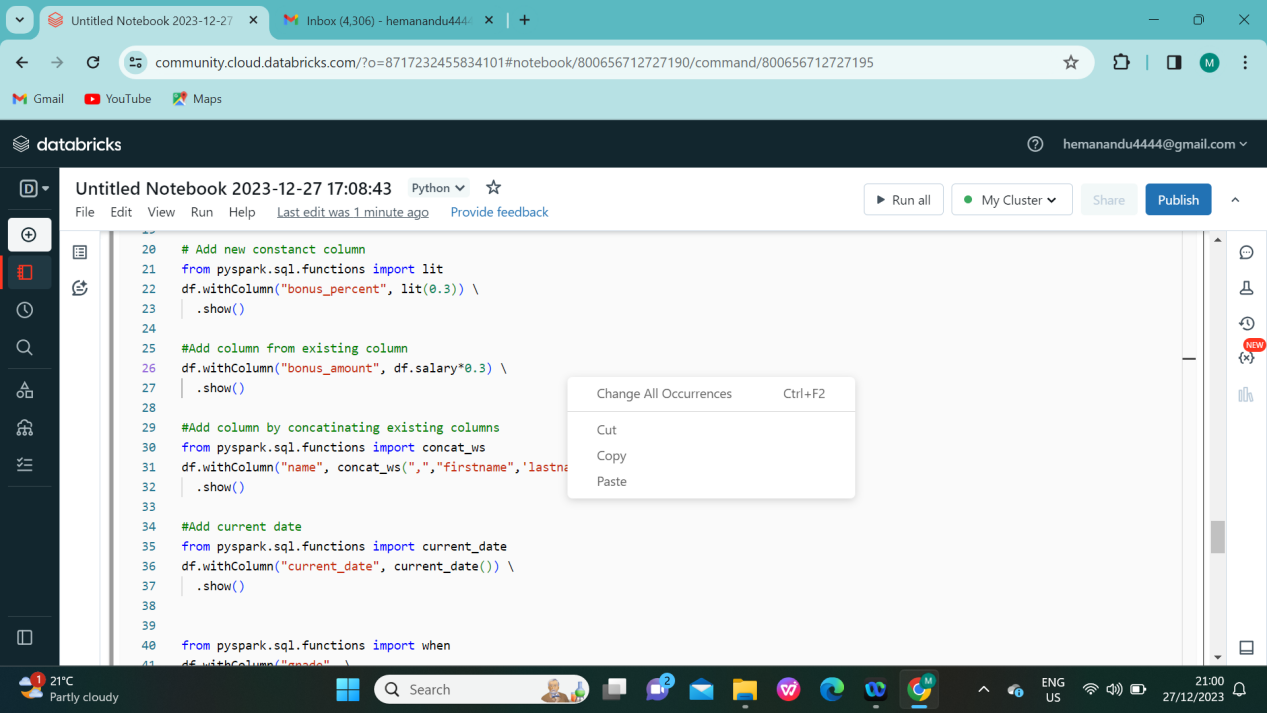 Untitled Notebook 2023-12-27
Inbox (4,306) - hemanandu4444
community.cloud.databricks.com/?o=8717232455834101#notebook/800656712727190/command/800656712727195
M
Gmail
YouTube
Maps
databricks
hemanandu4444@gmail.com
D
Untitled Notebook 2023-12-27 17:08:43
Python
File Edit View Run Help Last edit was 1 minute ago Provide feedback
Run all
My Cluster
Share
Publish
NEW
20 # Add new constanct column
21 from pyspark.sql.functions import lit
22 df.withColumn("bonus_percent", lit(0.3)) \
23 .show()
24
25 #Add column from existing column
26 df.withColumn("bonus_amount", df.salary*0.3) \
27 .show()
28
29 #Add column by concatinating existing columns
30 from pyspark.sql.functions import concat_ws
31 df.withColumn("name", concat_ws(",","firstname",'lastna
32 .show()
33
34 #Add current date
35 from pyspark.sql.functions import current_date
36 df.withColumn("current_date", current_date()) \
37 .show()
38
39
40 from pyspark.sql.functions import when
41 df.withColumn("grade", \
Change All Occurrences Ctrl+F2
Cut
Copy
Paste
1
21°C
Partly cloudy
Search
2
M
ENG
US
21:00
27/12/2023